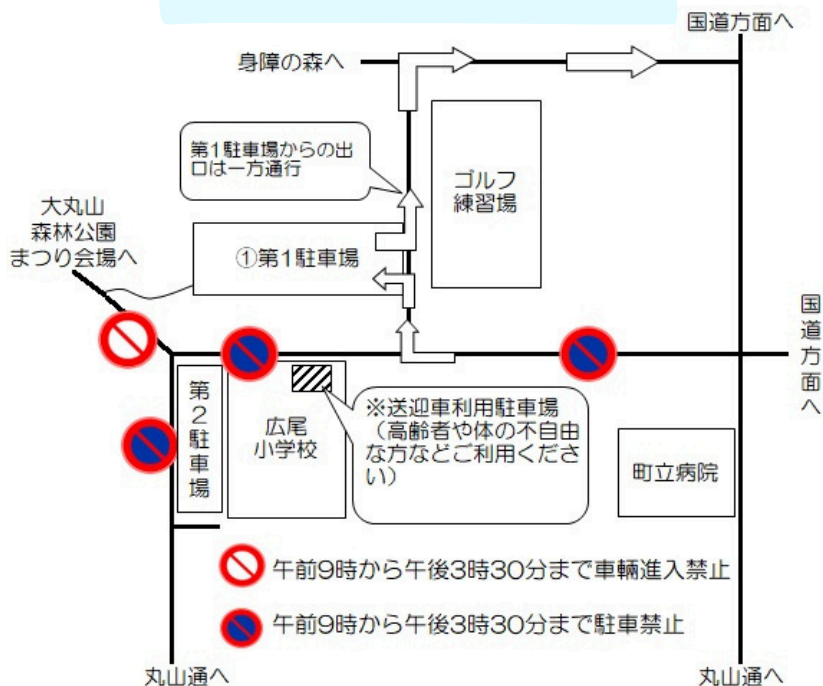 国道方面へ
身障の森へ
第1駐車場からの出
口は一方通行
ゴルフ
練習場
大丸山
森林公園
まつり会場へ
①第1駐車場
国道方面へ
第2駐車場
広尾
小学校
※送迎車利用駐車場
（高齢者や体の不自由
な方などご利用くださ
い）
町立病院
午前9時から午後3時30分まで車輌進入禁止
午前9時から午後3時30分まで駐車禁止
丸山通へ
丸山通へ